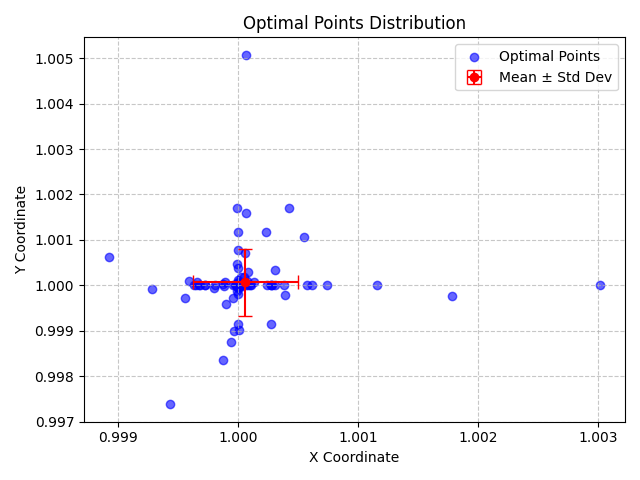 Optimal Points Distribution
Optimal Points
Mean ± Std Dev
Y Coordinate
1.005
1.004
1.003
1.002
1.001
1.000
0.999
0.998
0.997
0.999
1.000
1.001
1.002
1.003
X Coordinate